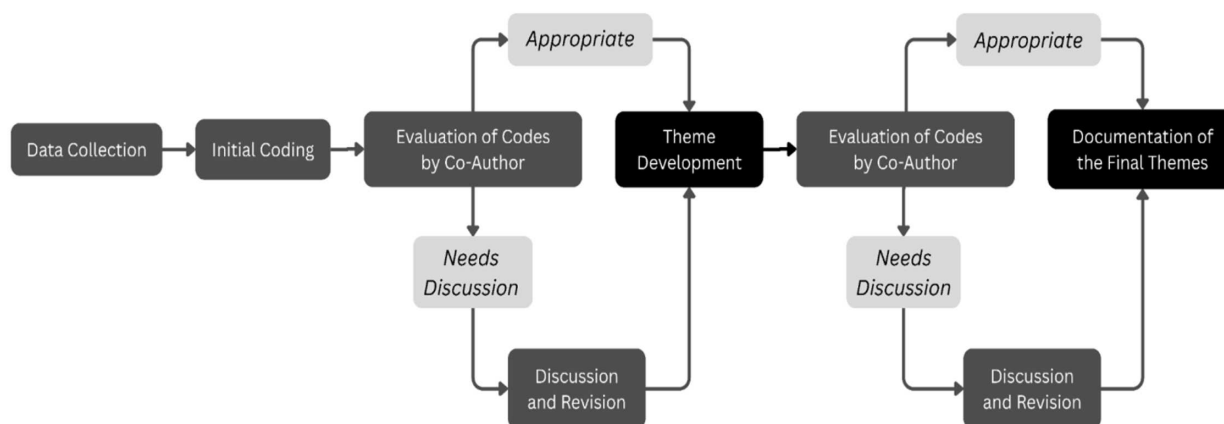 Data Collection
Initial Coding
Evaluation of Codes
by Co-Author
Appropriate
Needs
Discussion
Discussion
and Revision
Theme
Development
Evaluation of Codes
by Co-Author
Appropriate
Needs
Discussion
Discussion
and Revision
Documentation of
the Final Themes